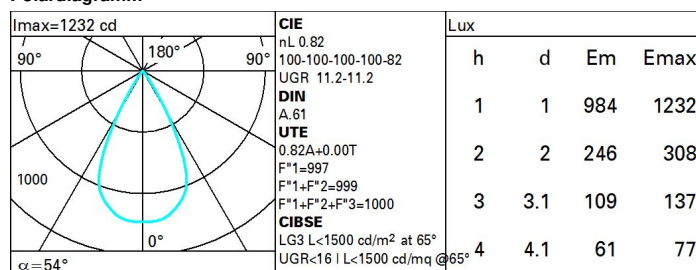 Polardiagramm
Imax=1232 cd
90° 180° 90°
1000
0°
α=54°
CIE
nL 0.82
100-100-100-100-82
UGR 11.2-11.2
DIN
A.61
UTE
0.82A+0.00T
F"1=997
F"1+F"2=999
F"1+F"2+F"3=1000
CIBSE
LG3 L<1500 cd/m² at 65°
UGR<16 | L<1500 cd/mq @65°
Lux
h d Em Emax
1 1 984 1232
2 2 246 308
3 3.1 109 137
4 4.1 61 77